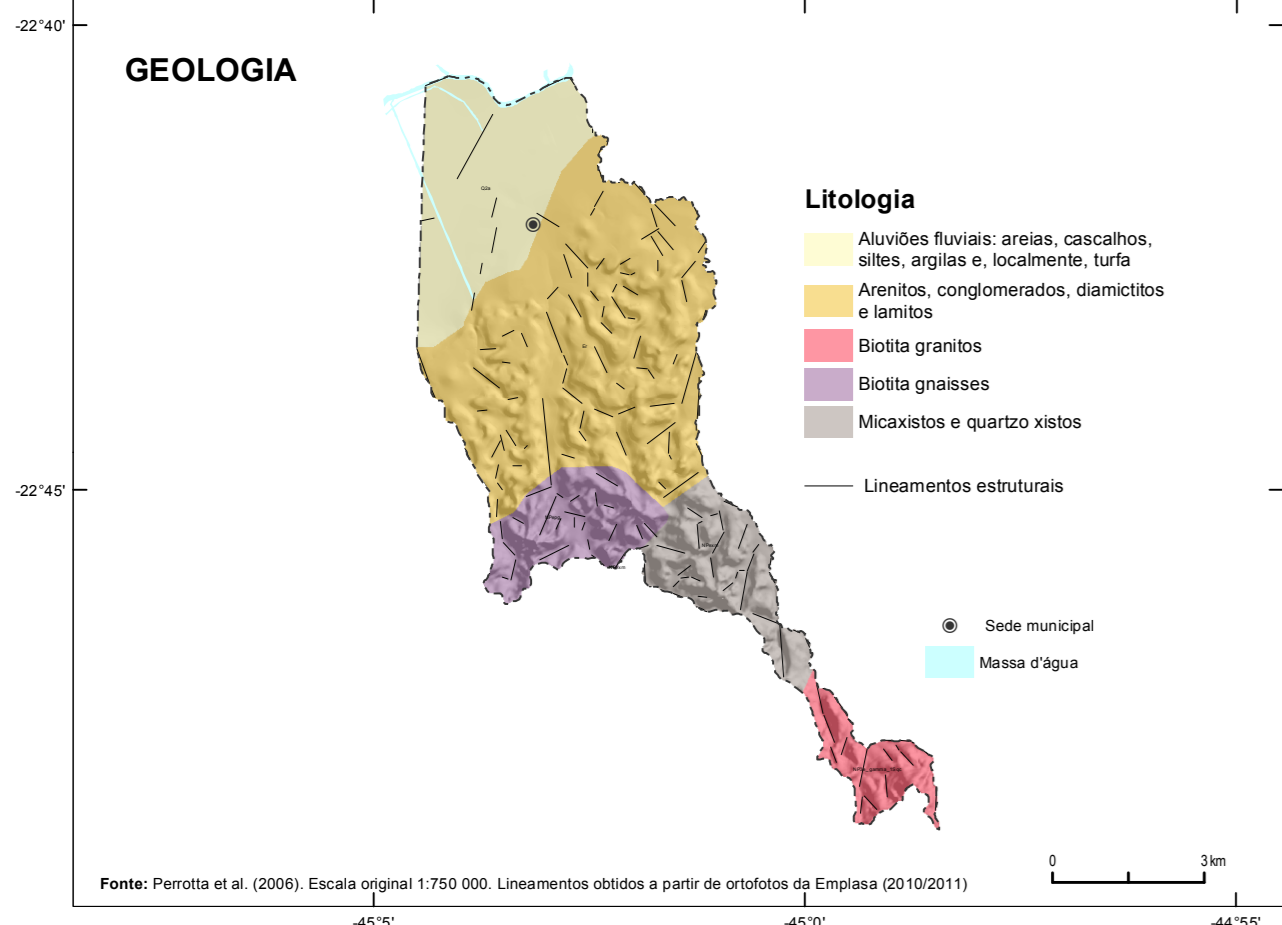 -22°40'
GEOLOGIA
Q2a
Litologia
Aluviões fluviais: areias, cascalhos,
siltes, argilas e, localmente, turfa
Arenitos, conglomerados, diamictitos
e lamitos
Er
Biotita granitos
Biotita gnaisses
Micaxistos e quartzo xistos
-22°45'
Lineamentos estruturais
Sede municipal
Massa d'água
0
3 km
Fonte: Perrotta et al. (2006). Escala original 1:750 000. Lineamentos obtidos a partir de ortofotos da Emplasa (2010/2011)
-45°5'
-45°0'
-44°55'